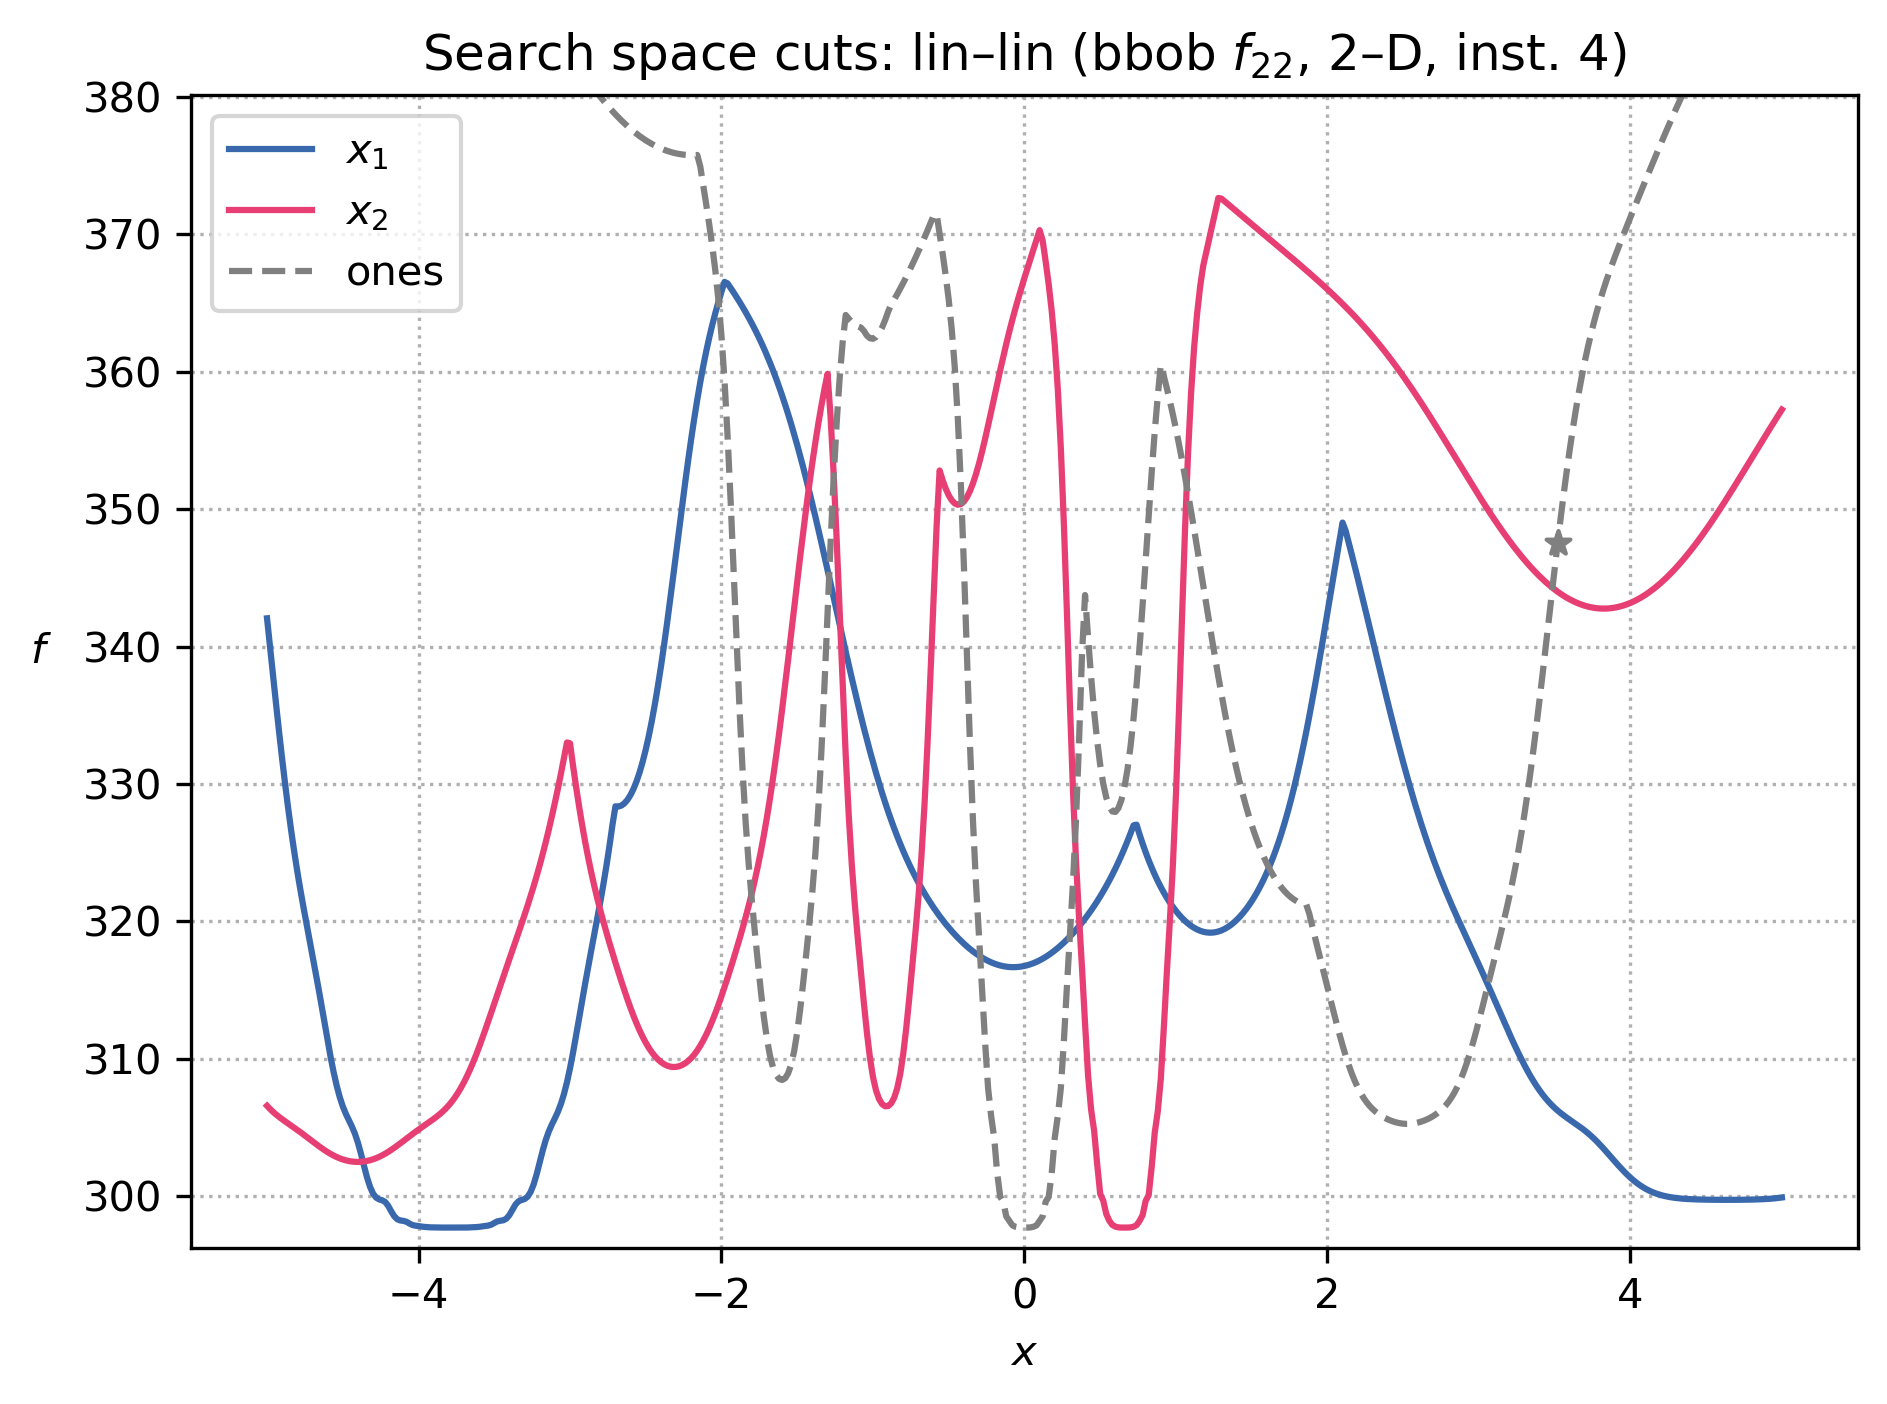 Search space cuts: lin–lin (bbob f22, 2–D, inst. 4)
380
370
360
350
340
330
320
310
300
f
x1
x2
ones
−4
−2
0
2
4
x